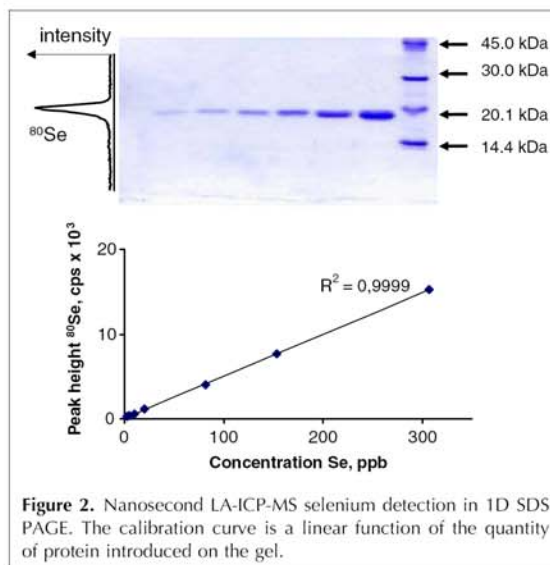 intensity
⁸⁰Se
45.0 kDa
30.0 kDa
20.1 kDa
14.4 kDa
20
10
0
Peak height ⁸⁰Se, cps x 10³
R² = 0,9999
0 100 200 300
Concentration Se, ppb
Figure 2. Nanosecond LA-ICP-MS selenium detection in 1D SDS
PAGE. The calibration curve is a linear function of the quantity
of protein introduced on the gel.